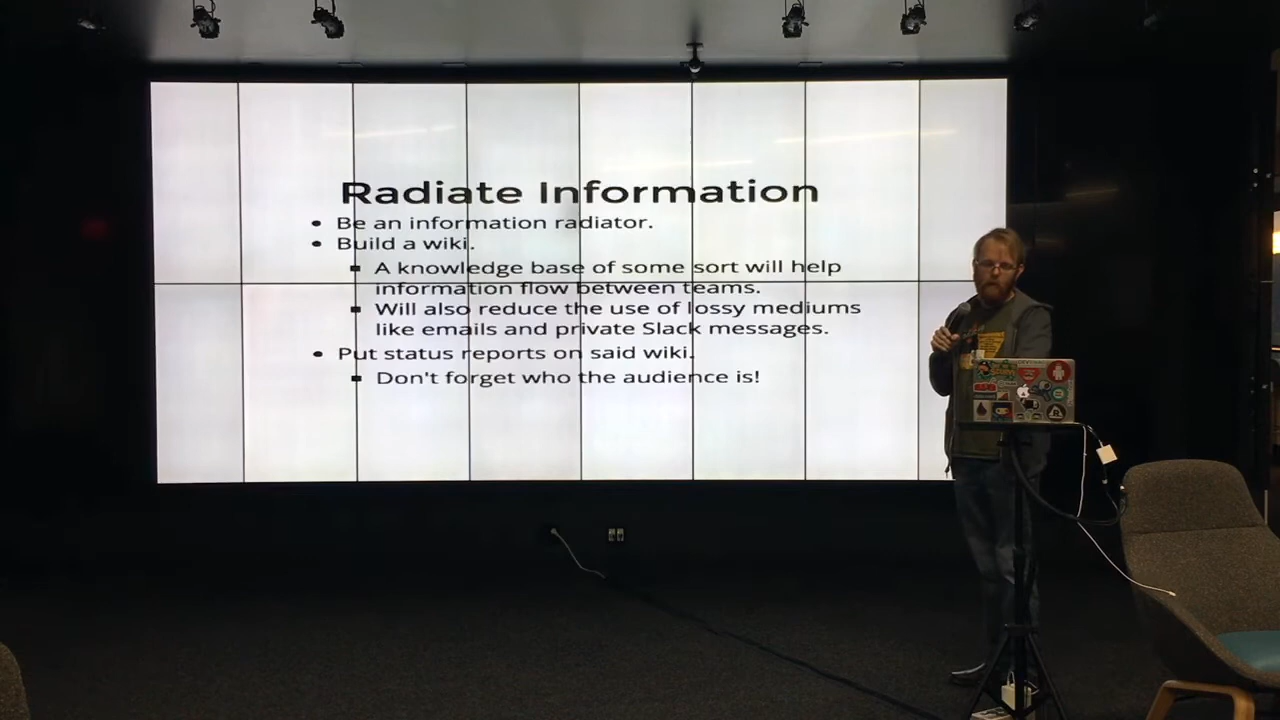 Radiate Information
• Be an information radiator.
• Build a wiki.
▪ A knowledge base of some sort will help
information flow between teams.
▪ Will also reduce the use of lossy mediums
like emails and private Slack messages.
• Put status reports on said wiki.
▪ Don't forget who the audience is!